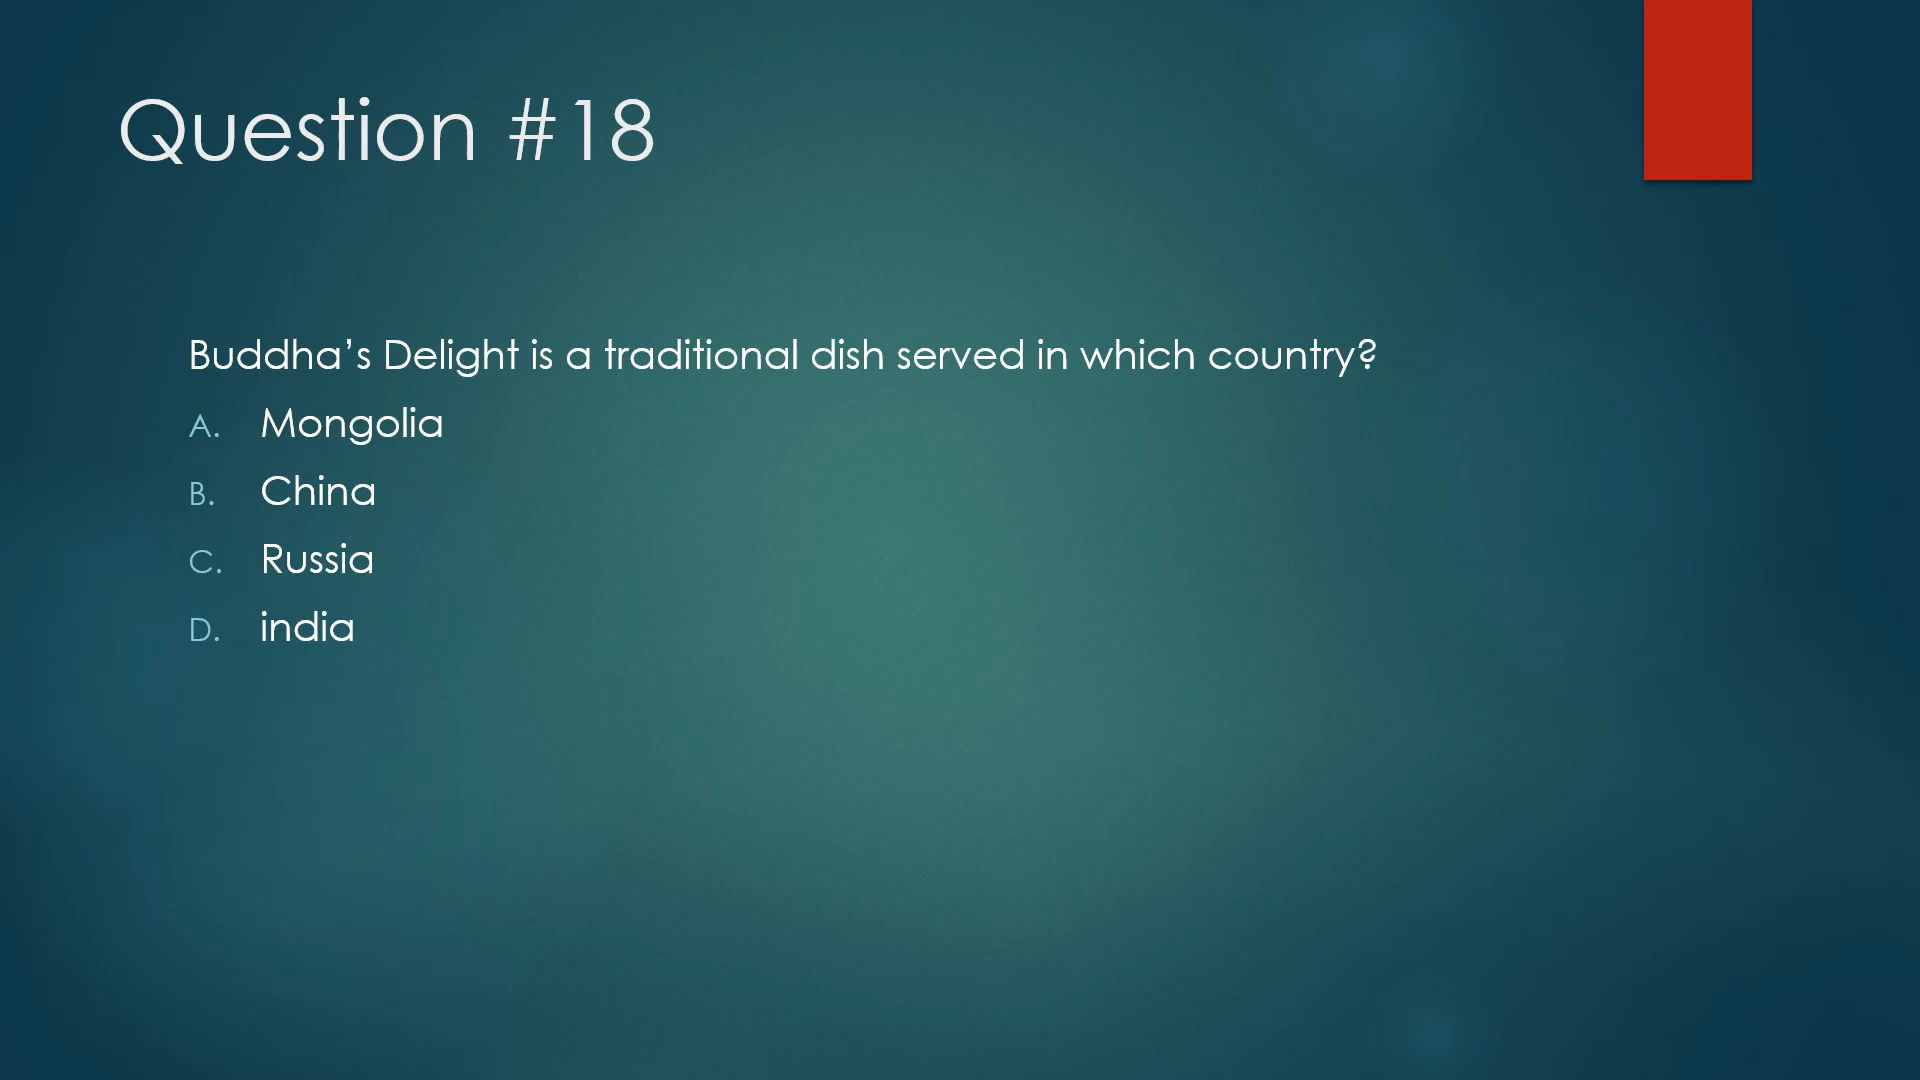 Question #18
Buddha’s Delight is a traditional dish served in which country?
A. Mongolia
B. China
C. Russia
D. india